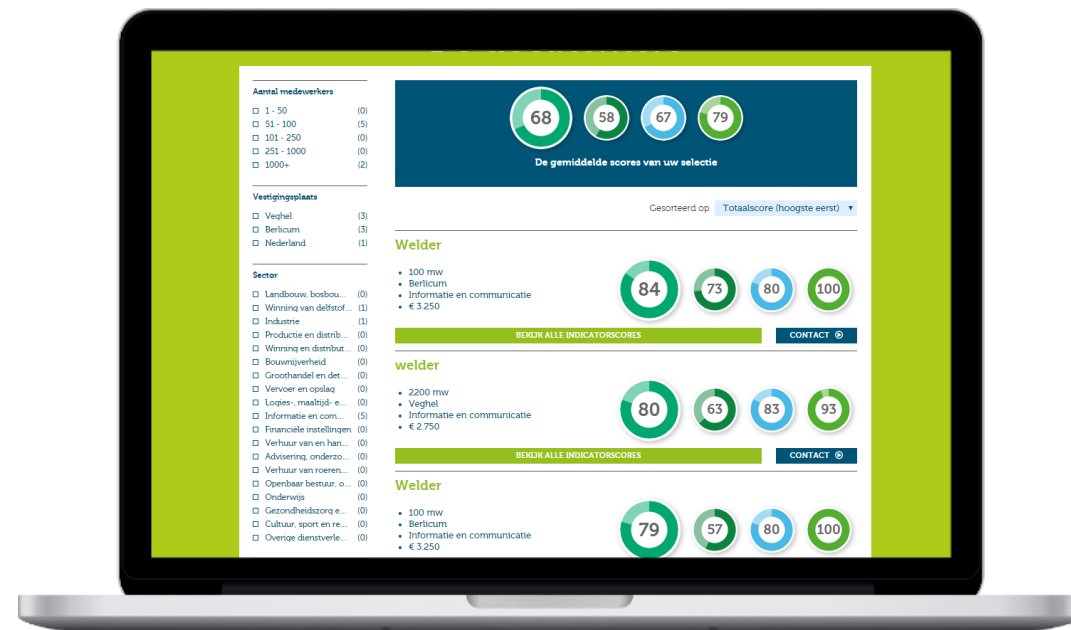 Aantal medewerkers
1 - 50 (0)
51 - 100 (5)
101 - 250 (0)
251 - 1000 (0)
1000+ (2)
Vestigingsplaats
Veghel (3)
Berlicum (3)
Nederland (1)
Sector
Landbouw, bosbou... (0)
Winning van delfstof... (1)
Industrie (1)
Productie en distrib... (0)
Winning en distribut... (0)
Bouwnijverheid (0)
Groothandel en det... (0)
Vervoer en opslag (0)
Logies-, maaltijd- e... (0)
Informatie en com... (5)
Financiële instellingen (0)
Verhuur van en han... (0)
Advisering, onderzo... (0)
Verhuur van roeren... (0)
Openbaar bestuur, o... (0)
Onderwijs (0)
Gezondheidszorg e... (0)
Cultuur, sport en re... (0)
Overige dienstverle... (0)
68 58 67 79
De gemiddelde scores van uw selectie
Gesorteerd op Totaalscore (hoogste eerst)
Welder
100 mw
Berlicum
Informatie en communicatie
€ 3.250
84 73 80 100
BEKIJK ALLE INDICATORSCORES CONTACT
welder
2200 mw
Veghel
Informatie en communicatie
€ 2.750
80 63 83 93
BEKIJK ALLE INDICATORSCORES CONTACT
Welder
100 mw
Berlicum
Informatie en communicatie
€ 3.250
79 57 80 100